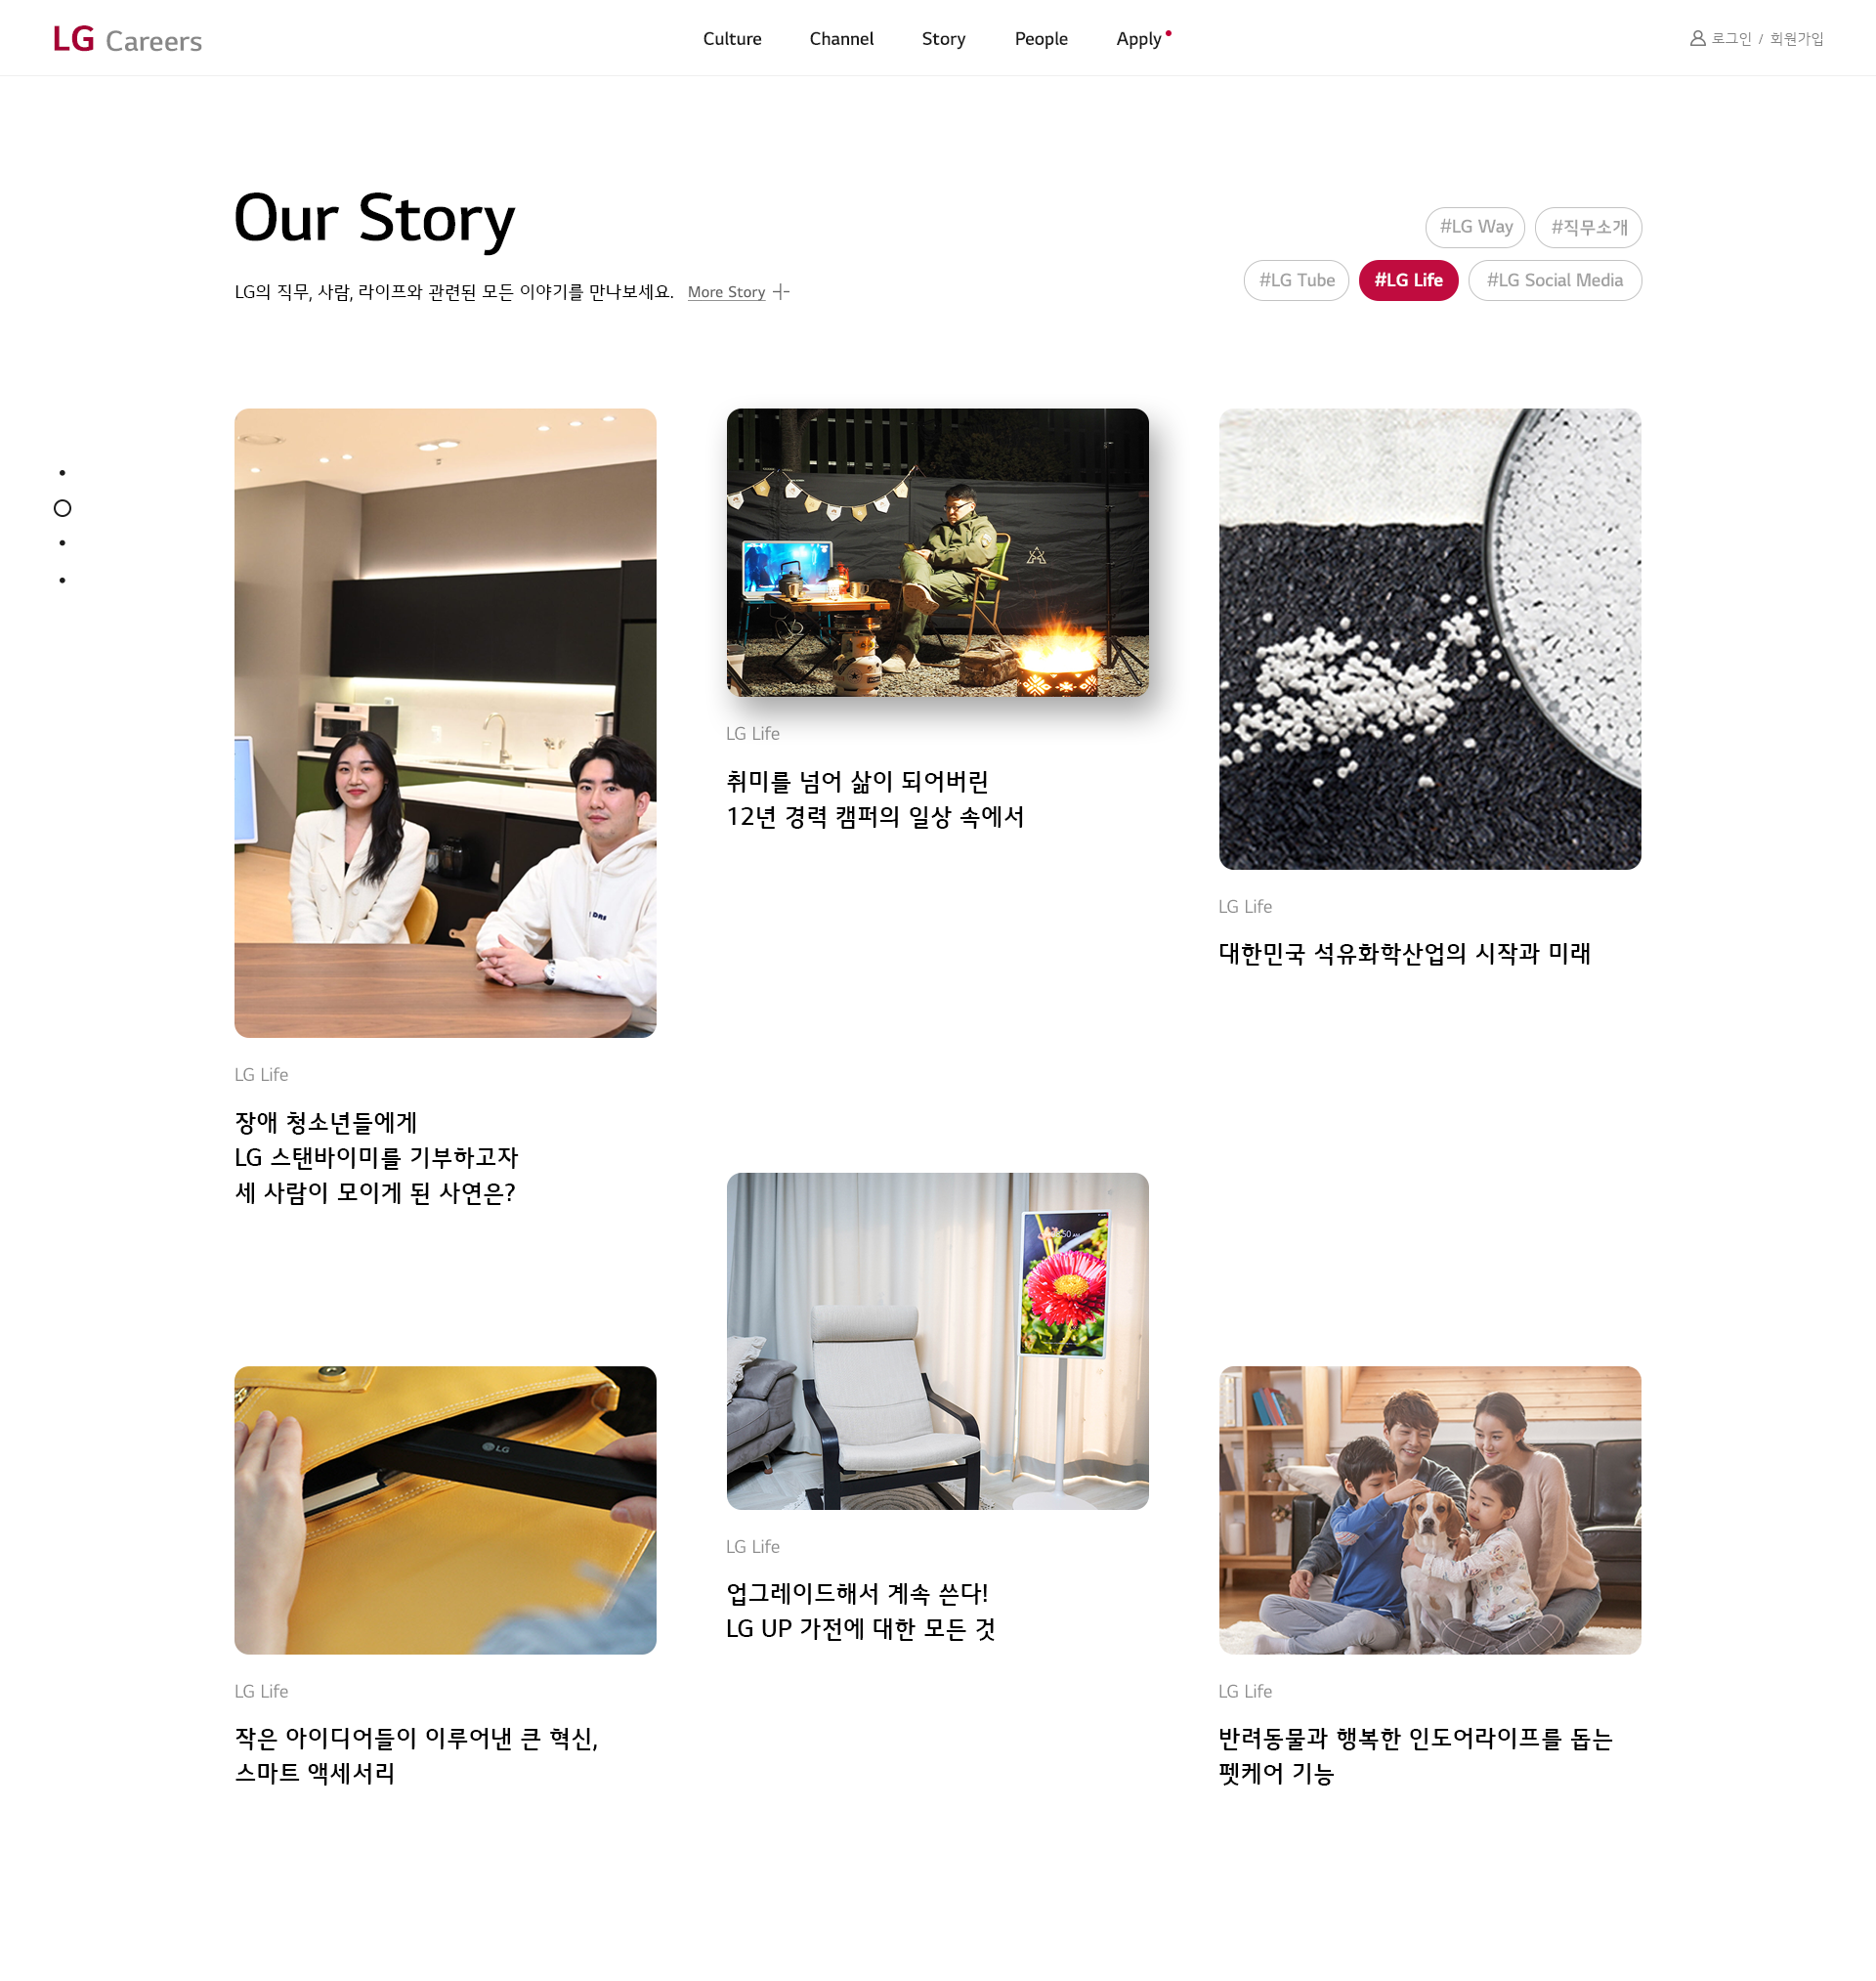 LG Careers
Culture
Channel
Story
People
Apply
로그인 / 회원가입
Our Story
LG의 직무, 사람, 라이프와 관련된 모든 이야기를 만나보세요.
More Story
#LG Way
#직무소개
#LG Tube
#LG Life
#LG Social Media
LG Life
장애 청소년들에게
LG 스탠바이미를 기부하고자
세 사람이 모이게 된 사연은?
LG Life
취미를 넘어 삶이 되어버린
12년 경력 캠퍼의 일상 속에서
LG Life
대한민국 석유화학산업의 시작과 미래
LG
LG Life
작은 아이디어들이 이루어낸 큰 혁신,
스마트 액세서리
LG Life
업그레이드해서 계속 쓴다!
LG UP 가전에 대한 모든 것
LG Life
반려동물과 행복한 인도어라이프를 돕는
펫케어 기능